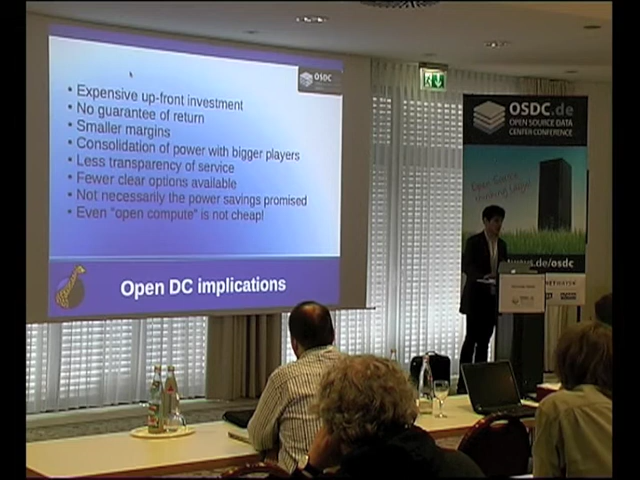 OSDC
• Expensive up-front investment
• No guarantee of return
• Smaller margins
• Consolidation of power with bigger players
• Less transparency of service
• Fewer clear options available
• Not necessarily the power savings promised
• Even "open compute" is not cheap!
Open DC implications
OSDC.de
OPEN SOURCE DATA
CENTER CONFERENCE
.de/osdc